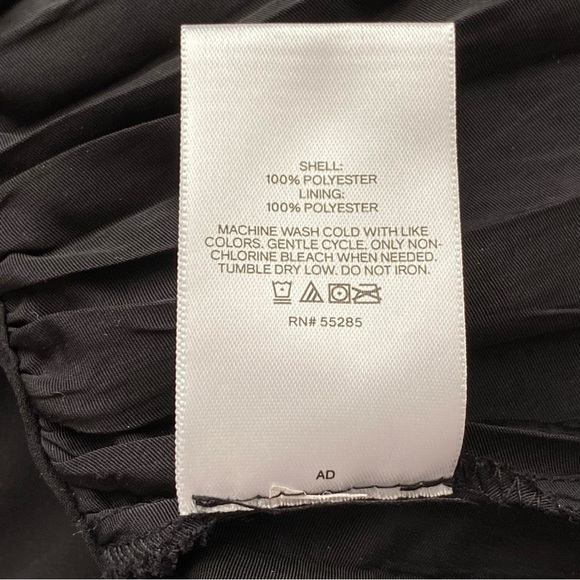 SHELL:
100% POLYESTER
LINING:
100% POLYESTER
MACHINE WASH COLD WITH LIKE
COLORS. GENTLE CYCLE. ONLY NON-
CHLORINE BLEACH WHEN NEEDED.
TUMBLE DRY LOW. DO NOT IRON.
RN# 55285
AD